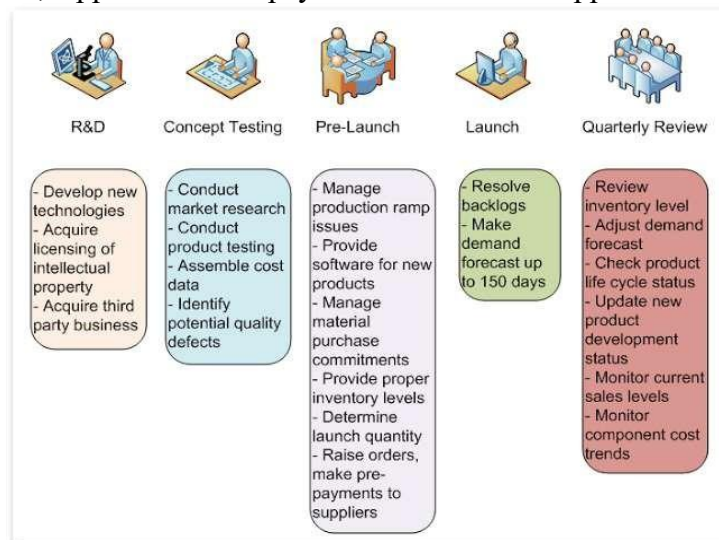 R&D
Concept Testing
Pre-Launch
Launch
Quarterly Review
- Develop new
technologies
- Acquire
licensing of
intellectual
property
- Acquire third
party business
- Conduct
market research
- Conduct
product testing
- Assemble cost
data
- Identify
potential quality
defects
- Manage
production ramp
issues
- Provide
software for new
products
- Manage
material
purchase
commitments
- Provide proper
inventory levels
- Determine
launch quantity
- Raise orders,
make pre-
payments to
suppliers
- Resolve
backlogs
- Make
demand
forecast up
to 150 days
- Review
inventory level
- Adjust demand
forecast
- Check product
life cycle status
- Update new
product
development
status
- Monitor current
sales levels
- Monitor
component cost
trends